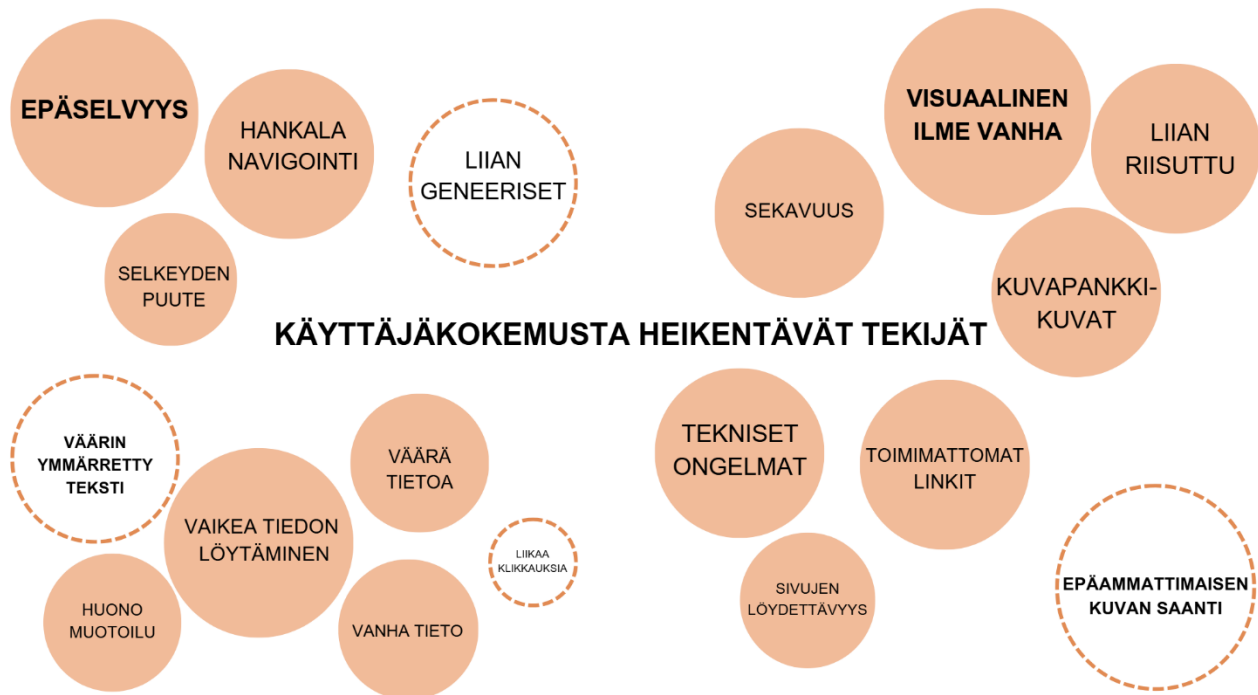 EPÄSELVYYS
HANKALA
NAVIGOINTI
LIIAN
GENEERISET
SELKEYDEN
PUUTE
VISUAALINEN
ILME VANHA
LIIAN
RIISUTTU
SEKAVUUS
KUVAPANKKI-
KUVAT
KÄYTTÄJÄKOKEMUSTA HEIKENTÄVÄT TEKIJÄT
VÄÄRIN
YMMÄRRETTY
TEKSTI
VÄÄRÄ
TIETOA
VAIKEA TIEDON
LÖYTÄMINEN
LIIKAA
KLIKKAUKSIA
HUONO
MUOTOILU
VANHA TIETO
TEKNISET
ONGELMAT
TOIMIMATTOMAT
LINKIT
SIVUJEN
LÖYDETTÄVYYS
EPÄAMMATTIMAISEN
KUVAN SAANTI